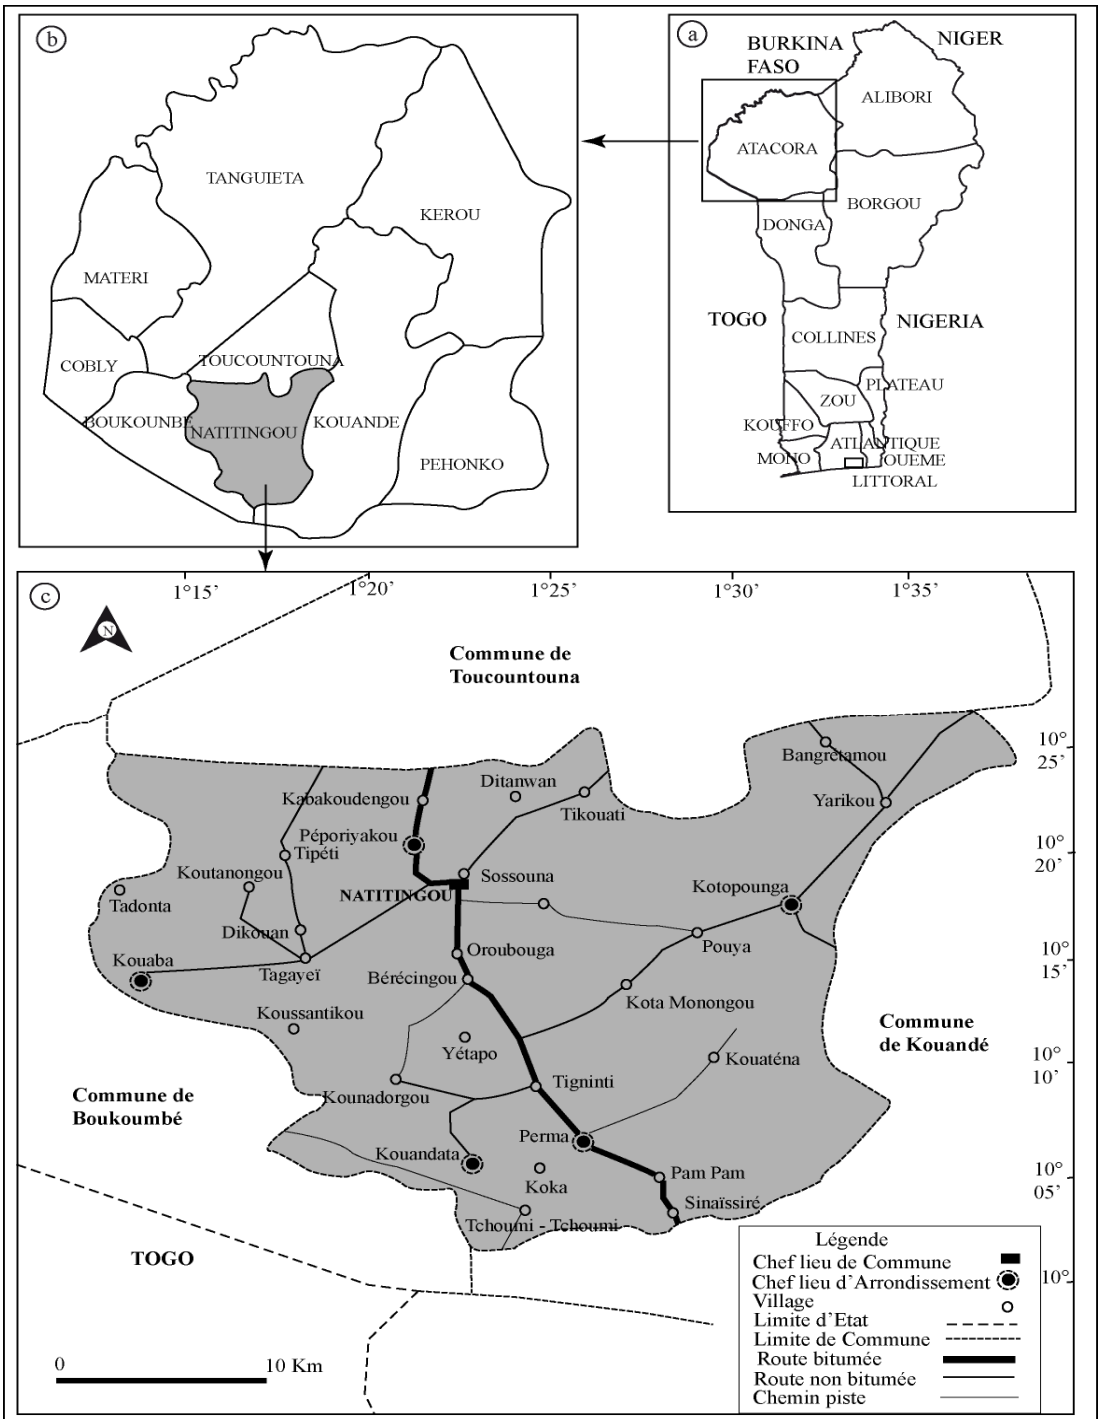 b
TANGUIETA
KEROU
MATERI
COBLY
TOUCOUNTOUNA
BOUKOUNBE
NATITINGOU
KOUANDE
PEHONKO
a
BURKINA
FASO
NIGER
ALIBORI
ATACORA
BORGOU
DONGA
TOGO
NIGERIA
COLLINES
PLATEAU
ZOU
KOUFFO
ATLANTIQUE
MONO
OUEME
LITTORAL
c
1°15’
1°20’
1°25’
1°30’
1°35’
N
Commune de
Toucountouna
10°
25’
Bangrétamou
Ditanwan
Kabakoudengou
Yarikou
Tikouati
Péporiyakou
Tipéti
10°
20’
Koutanongou
Sossouna
Kotopounga
NATITINGOU
Tadonta
Dikouan
Pouya
Oroubouga
10°
15’
Kouaba
Tagayeï
Bérécingou
Kota Monongou
Koussantikou
Commune
de Kouandé
Yétapo
Kouaténa
10°
10’
Tigninti
Commune de
Boukoumbé
Kounadorgou
Perma
Kouandata
Pam Pam
10°
05’
Koka
Sinaïssiré
Tchoumi - Tchoumi
TOGO
10°
Légende
Chef lieu de Commune
Chef lieu d’Arrondissement
Village
Limite d’Etat
Limite de Commune
Route bitumée
Route non bitumée
Chemin piste
0
10 Km